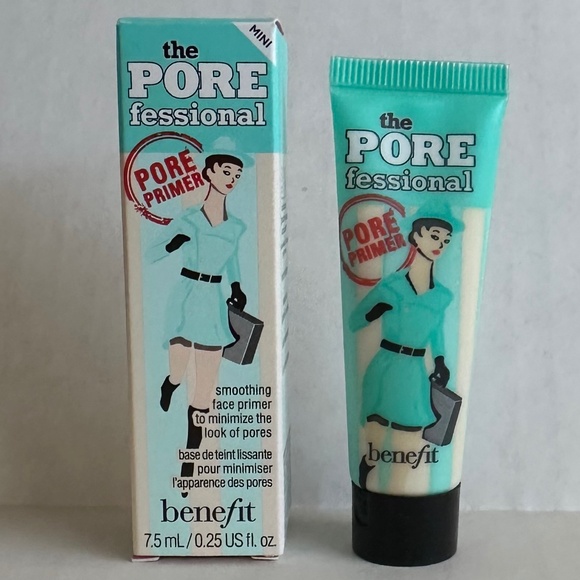 MINI
the
PORE
fessional
PORE
PRIMER
smoothing
face primer
to minimize the
look of pores
base de teint lissante
pour minimiser
l'apparence des pores
benefit
7.5 mL / 0.25 US fl. oz.
the
PORE
fessional
PORE
PRIMER
benefit